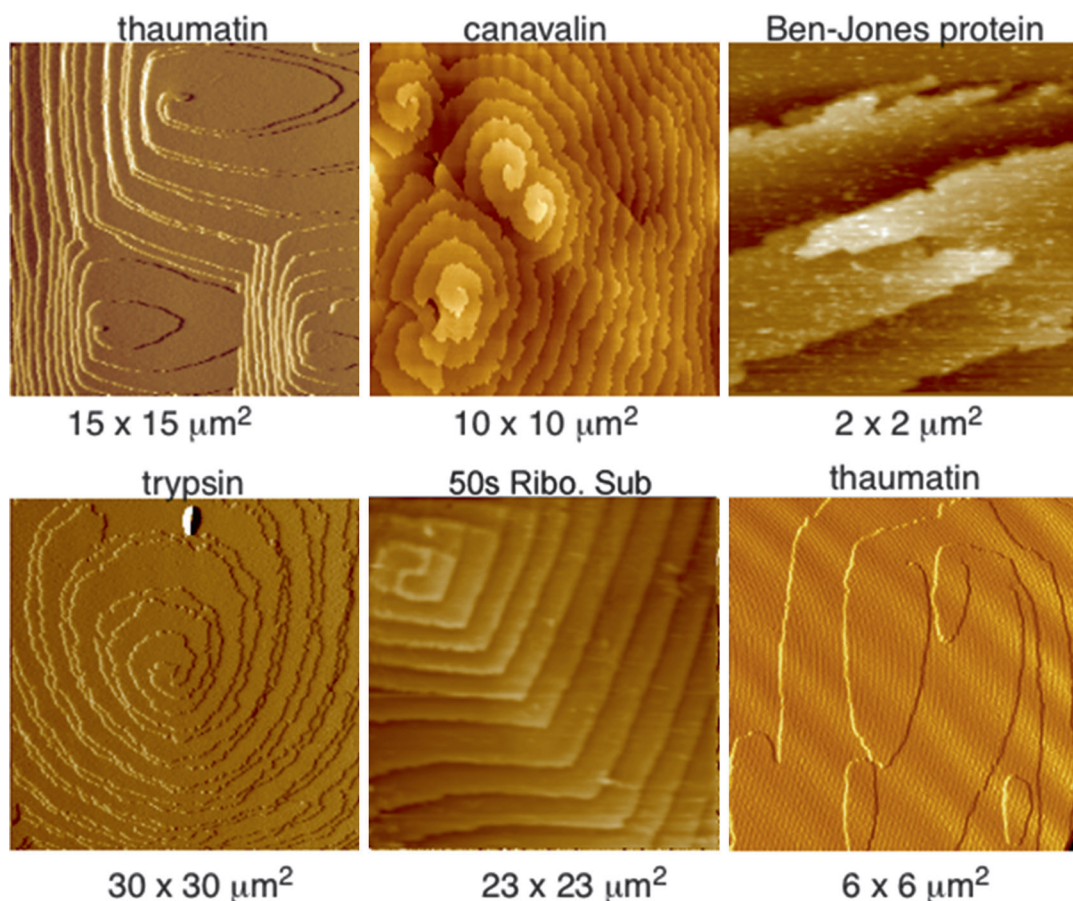 thaumatin canavalin Ben-Jones protein
15 x 15 μm² 10 x 10 μm² 2 x 2 μm²
trypsin 50s Ribo. Sub thaumatin
30 x 30 μm² 23 x 23 μm² 6 x 6 μm²